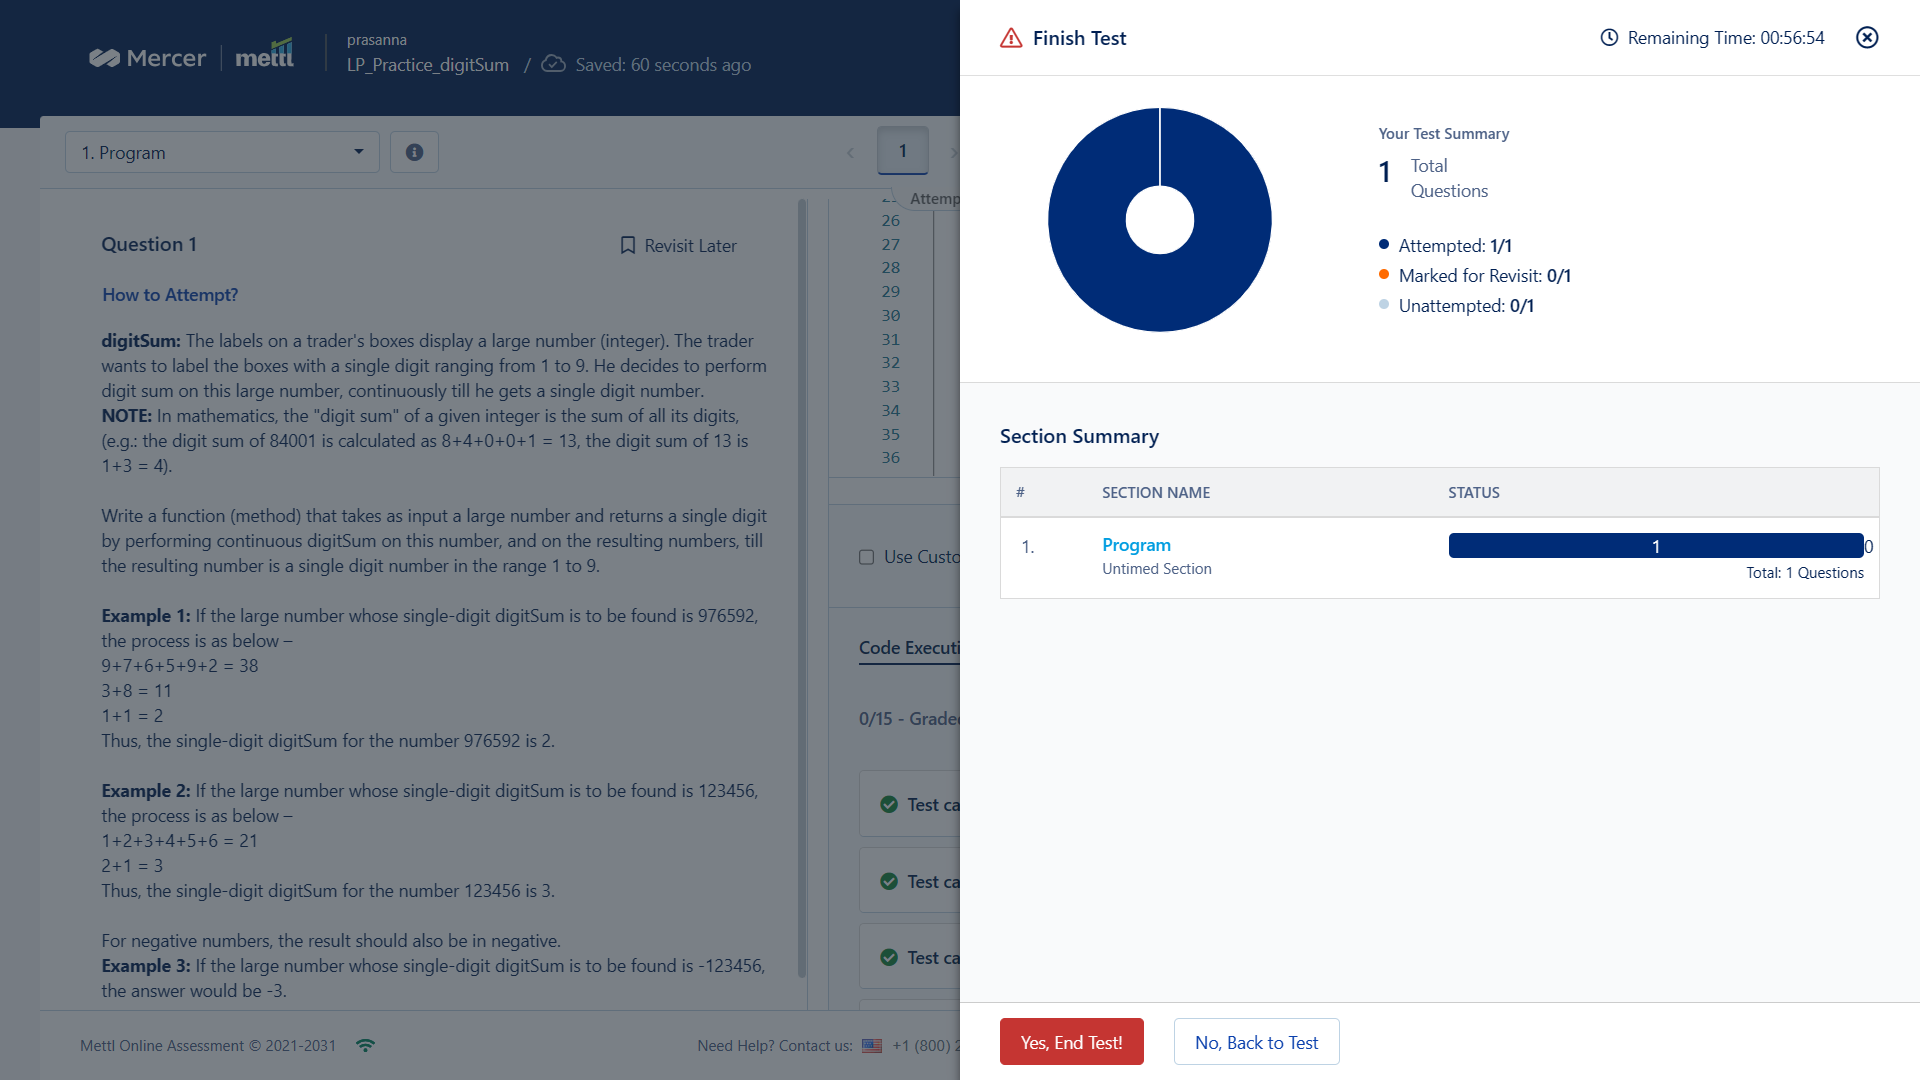 Mercer
mettl
prasanna
LP_Practice_digitSum / Saved: 60 seconds ago
1. Program
1
Attemp
Question 1
Revisit Later
How to Attempt?
digitSum: The labels on a trader's boxes display a large number (integer). The trader
wants to label the boxes with a single digit ranging from 1 to 9. He decides to perform
digit sum on this large number, continuously till he gets a single digit number.
NOTE: In mathematics, the "digit sum" of a given integer is the sum of all its digits,
(e.g.: the digit sum of 84001 is calculated as 8+4+0+0+1 = 13, the digit sum of 13 is
1+3 = 4).
Write a function (method) that takes as input a large number and returns a single digit
by performing continuous digitSum on this number, and on the resulting numbers, till
the resulting number is a single digit number in the range 1 to 9.
Example 1: If the large number whose single-digit digitSum is to be found is 976592,
the process is as below –
9+7+6+5+9+2 = 38
3+8 = 11
1+1 = 2
Thus, the single-digit digitSum for the number 976592 is 2.
Example 2: If the large number whose single-digit digitSum is to be found is 123456,
the process is as below –
1+2+3+4+5+6 = 21
2+1 = 3
Thus, the single-digit digitSum for the number 123456 is 3.
For negative numbers, the result should also be in negative.
Example 3: If the large number whose single-digit digitSum is to be found is -123456,
the answer would be -3.
26
27
28
29
30
31
32
33
34
35
36
Use Custo
Code Executi
0/15 - Grade
Test ca
Test ca
Test ca
Mettl Online Assessment © 2021-2031
Need Help? Contact us: +1 (800) 2
Finish Test
Remaining Time: 00:56:54
Your Test Summary
1 Total
Questions
Attempted: 1/1
Marked for Revisit: 0/1
Unattempted: 0/1
Section Summary
# SECTION NAME STATUS
1. Program 1 0
Untimed Section Total: 1 Questions
Yes, End Test!
No, Back to Test